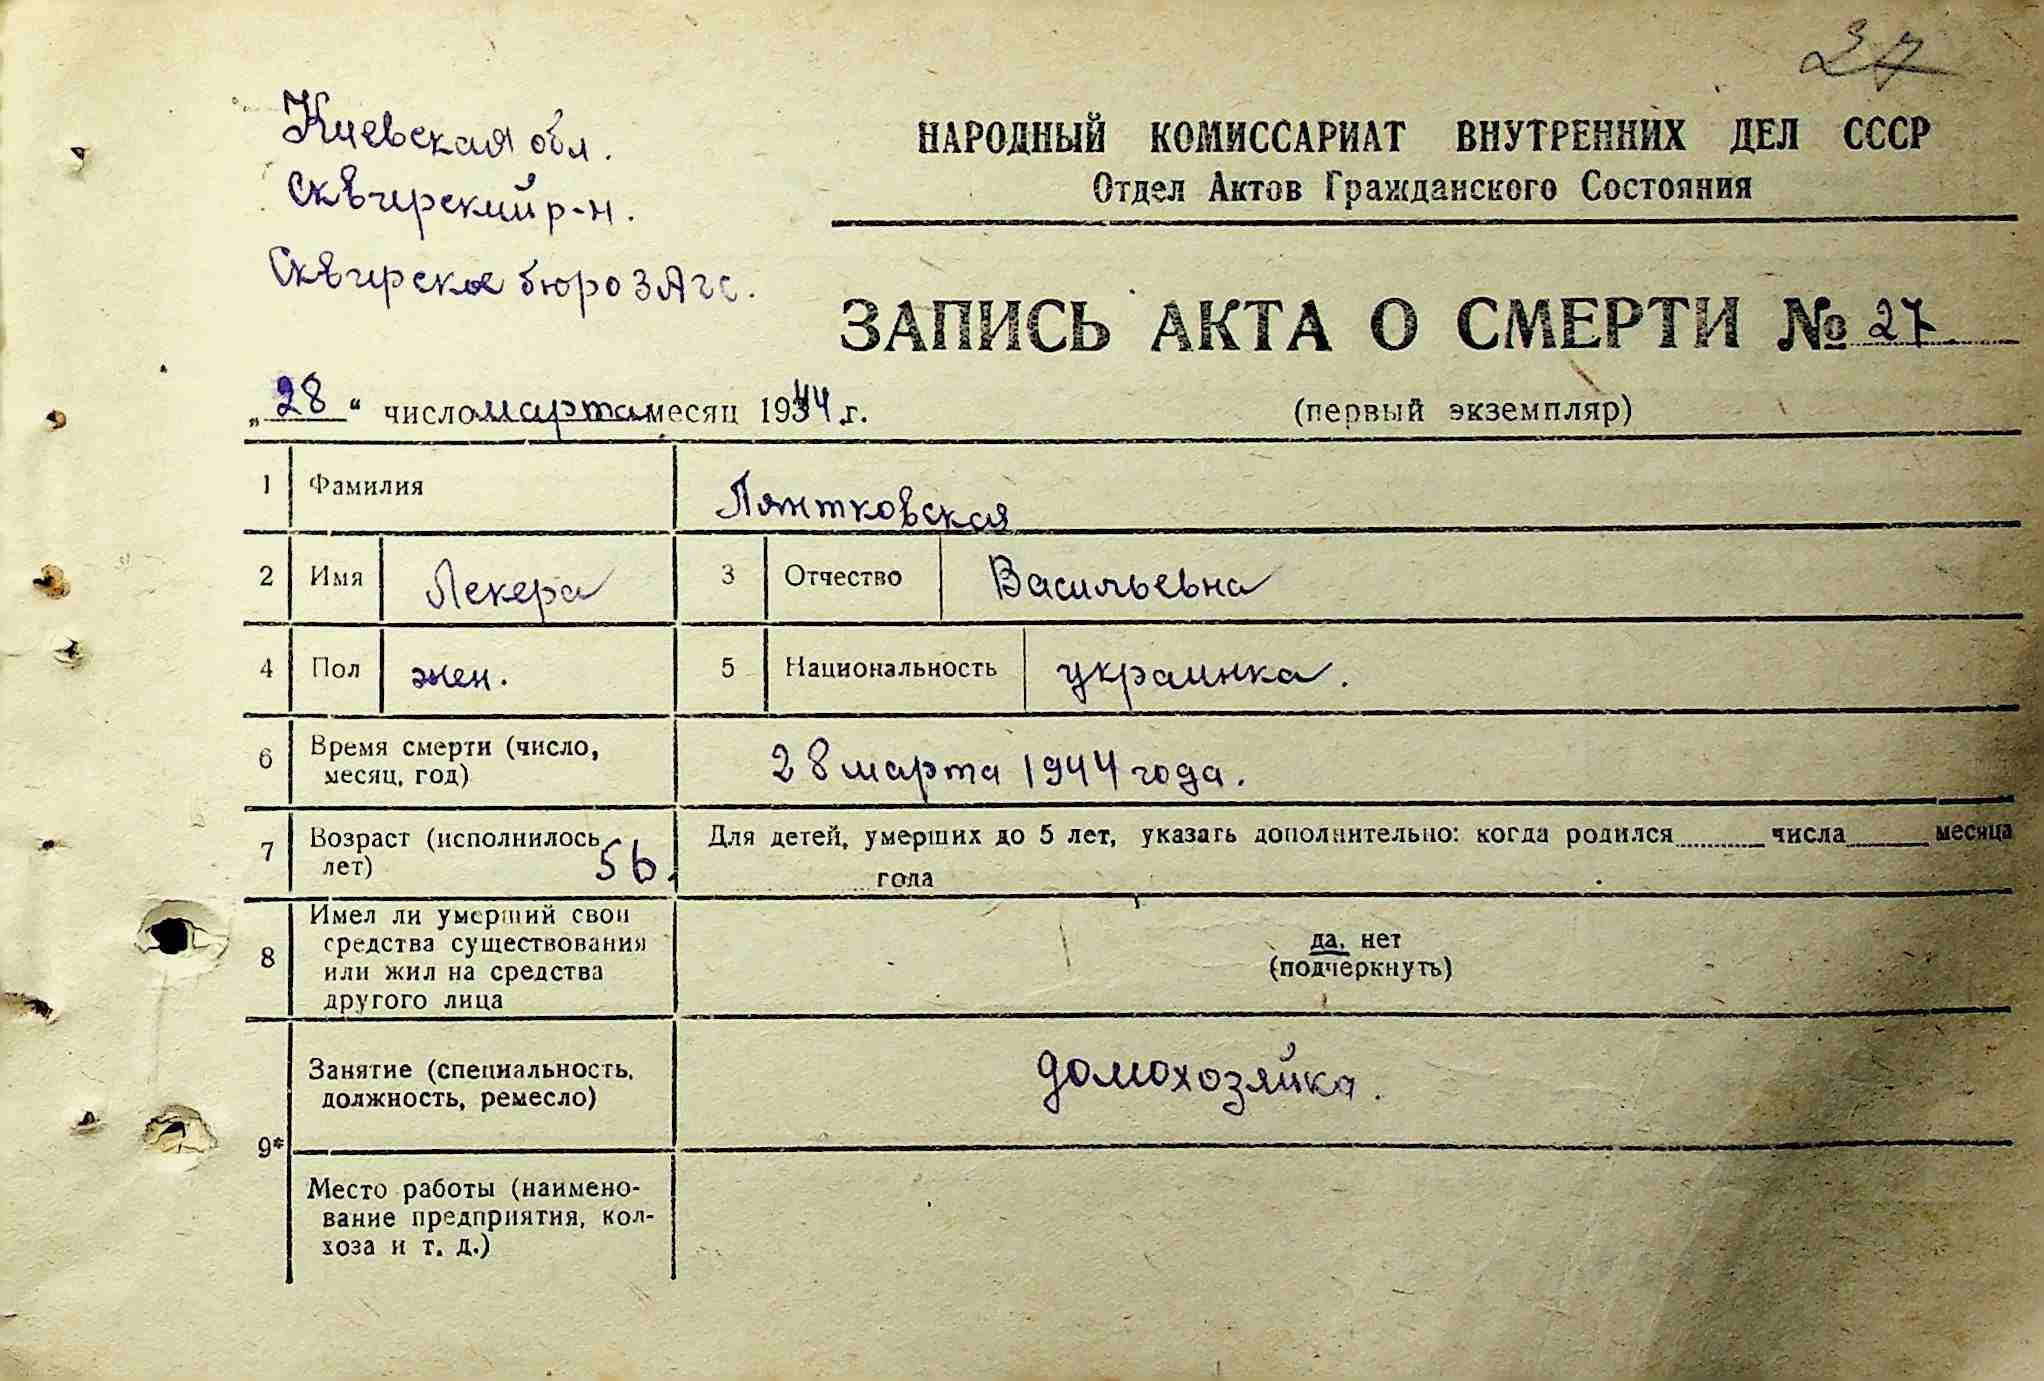 27
Киевская обл.
Сквирский р-н.
Сквирское бюро ЗАгс.
НАРОДНЫЙ КОМИССАРИАТ ВНУТРЕННИХ ДЕЛ СССР
Отдел Актов Гражданского Состояния
ЗАПИСЬ АКТА О СМЕРТИ № 27
„28“ число марта месяц 1944 г.
(первый экземпляр)
1 Фамилия Лянтковская
2 Имя Лекера 3 Отчество Васильевна
4 Пол жен. 5 Национальность украинка.
6 Время смерти (число, месяц, год) 28 марта 1944 года.
7 Возраст (исполнилось лет) 56. Для детей, умерших до 5 лет, указать дополнительно: когда родился числа месяца
года
8 Имел ли умерший свои
средства существования
или жил на средства
другого лица
да, нет
(подчеркнуть)
9*
Занятие (специальность,
должность, ремесло)
домохозяйка.
Место работы (наимено-
вание предприятия, кол-
хоза и т. д.)